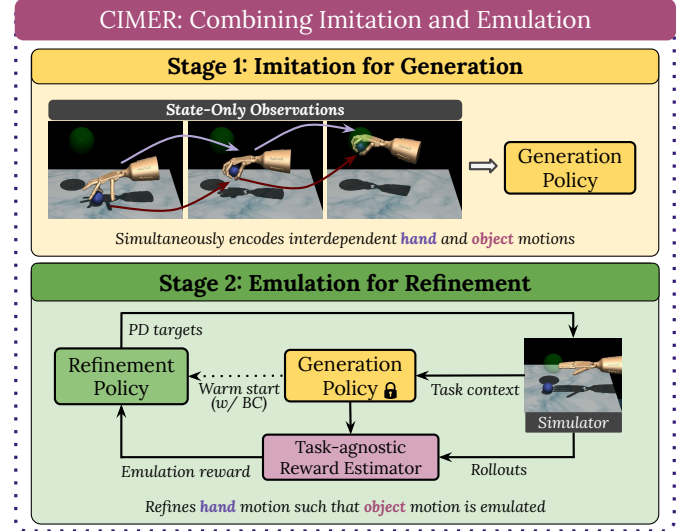 CIMER: Combining Imitation and Emulation
Stage 1: Imitation for Generation
State-Only Observations
Generation
Policy
Simultaneously encodes interdependent hand and object motions
Stage 2: Emulation for Refinement
PD targets
Refinement
Policy
Warm start
(w/ BC)
Generation
Policy
Task context
Simulator
Task-agnostic
Reward Estimator
Emulation reward
Rollouts
Refines hand motion such that object motion is emulated